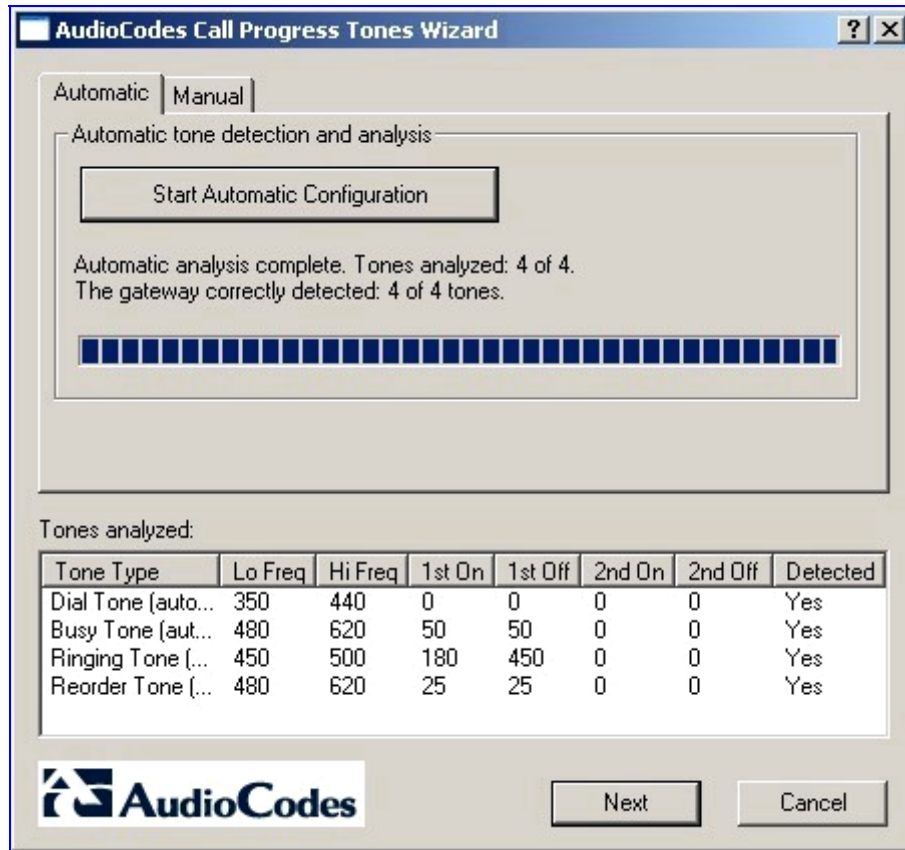 AudioCodes Call Progress Tones Wizard
Automatic Manual
Automatic tone detection and analysis
Start Automatic Configuration
Automatic analysis complete. Tones analyzed: 4 of 4.
The gateway correctly detected: 4 of 4 tones.
Tones analyzed:
Tone Type Lo Freq Hi Freq 1st On 1st Off 2nd On 2nd Off Detected
Dial Tone (auto... 350 440 0 0 0 0 Yes
Busy Tone (aut... 480 620 50 50 0 0 Yes
Ringing Tone (... 450 500 180 450 0 0 Yes
Reorder Tone (... 480 620 25 25 0 0 Yes
AudioCodes Next Cancel